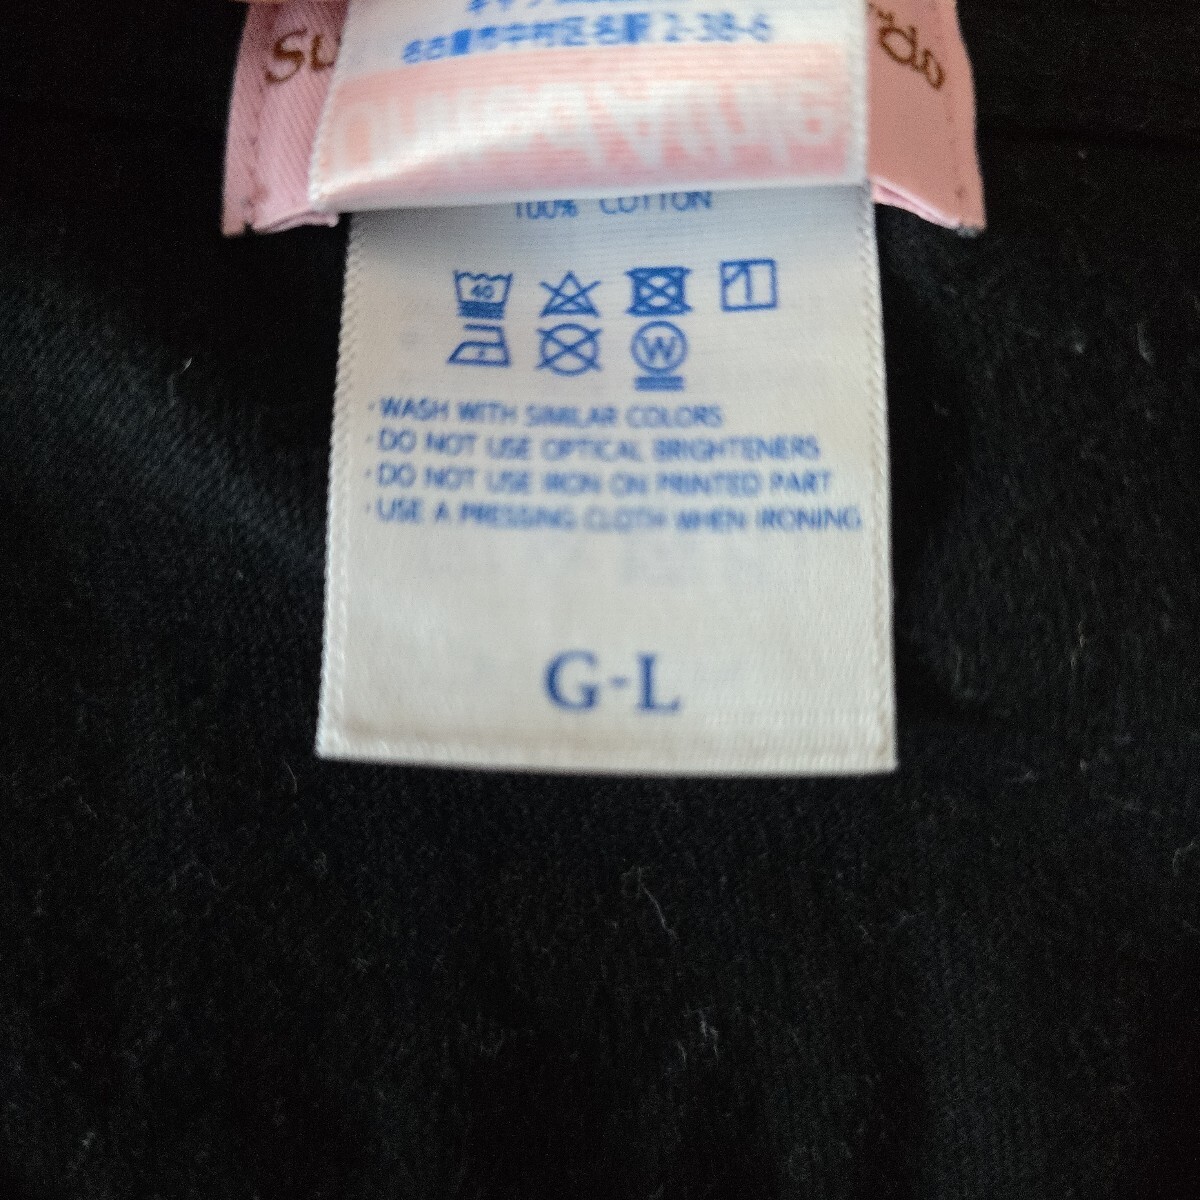 名古屋市中村区名駅2-38-6
100% COTTON
40
W
·WASH WITH SIMILAR COLORS
·DO NOT USE OPTICAL BRIGHTENERS
·DO NOT USE IRON ON PRINTED PART
·USE A PRESSING CLOTH WHEN IRONING
G-L